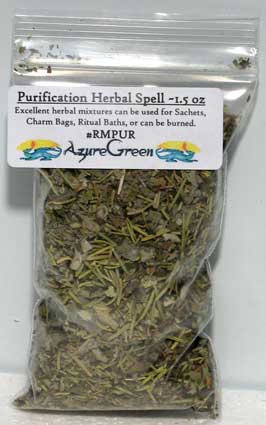 Purification Herbal Spell ~1.5 oz
Excellent herbal mixtures can be used for Sachets,
Charm Bags, Ritual Baths, or can be burned.
#RMPUR
AzureGreen